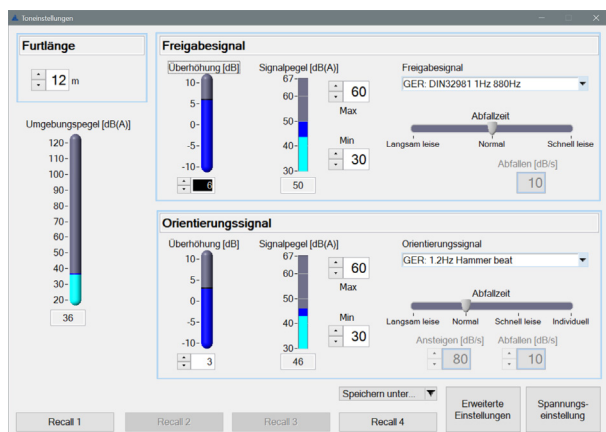 Toneinstellungen
Furtlänge
12 m
Umgebungspegel [dB(A)]
120-
110-
100-
90-
80-
70-
60-
50-
40-
30-
20-
36
Freigabesignal
Überhöhung [dB]
10-
5-
0-
-5-
-10-
6
Signalpegel [dB(A)]
67-
60-
50-
40-
30-
50
60
Max
Min
30
Freigabesignal
GER: DIN32981 1Hz 880Hz
Abfallzeit
Langsam leise Normal Schnell leise
Abfallen [dB/s]
10
Orientierungssignal
Überhöhung [dB]
10-
5-
0-
-5-
-10-
3
Signalpegel [dB(A)]
67-
60-
50-
40-
30-
46
60
Max
Min
30
Orientierungssignal
GER: 1.2Hz Hammer beat
Abfallzeit
Langsam leise Normal Schnell leise Individuell
Ansteigen [dB/s] Abfallen [dB/s]
80 10
Speichern unter...
Erweiterte
Einstellungen
Spannungs-
einstellung
Recall 1 Recall 2 Recall 3 Recall 4